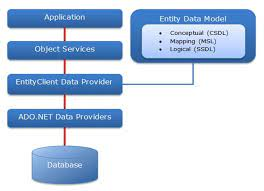 Application
Object Services
EntityClient Data Provider
ADO.NET Data Providers
Database
Entity Data Model
• Conceptual (CSDL)
• Mapping (MSL)
• Logical (SSDL)